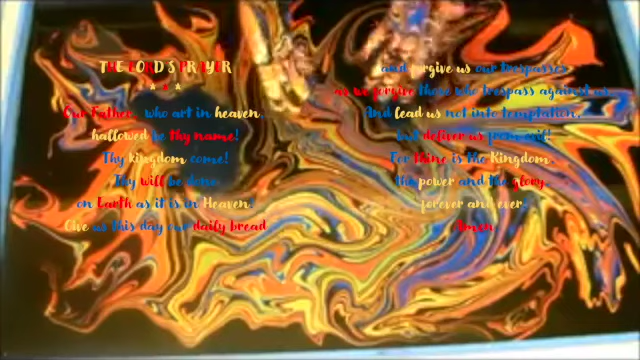 THE LORD'S PRAYER
Our Father, who art in heaven,
hallowed be thy name!
Thy kingdom come!
Thy will be done
on Earth as it is in Heaven!
Give us this day our daily bread
and forgive us our trespasses
as we forgive those who trespass against us
And lead us not into temptation,
but deliver us from evil!
For thine is the Kingdom,
the power and the glory
forever and ever
Amen